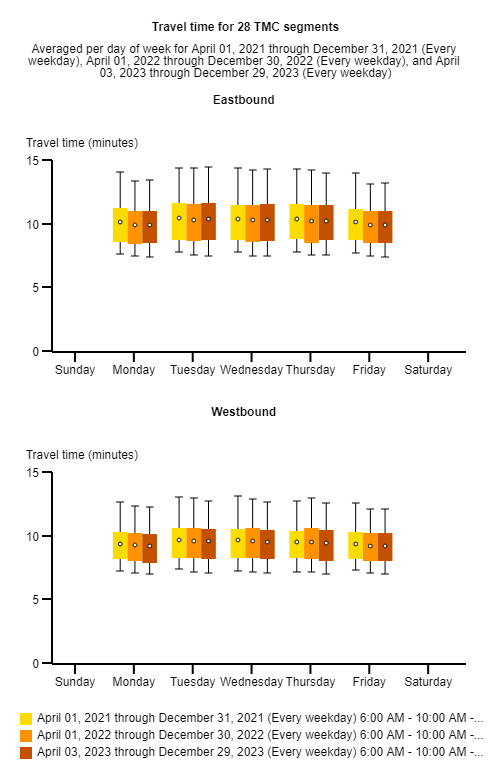 Travel time for 28 TMC segments
Averaged per day of week for April 01, 2021 through December 31, 2021 (Every
weekday), April 01, 2022 through December 30, 2022 (Every weekday), and April
03, 2023 through December 29, 2023 (Every weekday)
Eastbound
Travel time (minutes)
15
10
5
0
Sunday Monday Tuesday Wednesday Thursday Friday Saturday
Westbound
Travel time (minutes)
15
10
5
0
Sunday Monday Tuesday Wednesday Thursday Friday Saturday
April 01, 2021 through December 31, 2021 (Every weekday) 6:00 AM - 10:00 AM -...
April 01, 2022 through December 30, 2022 (Every weekday) 6:00 AM - 10:00 AM -...
April 03, 2023 through December 29, 2023 (Every weekday) 6:00 AM - 10:00 AM -...